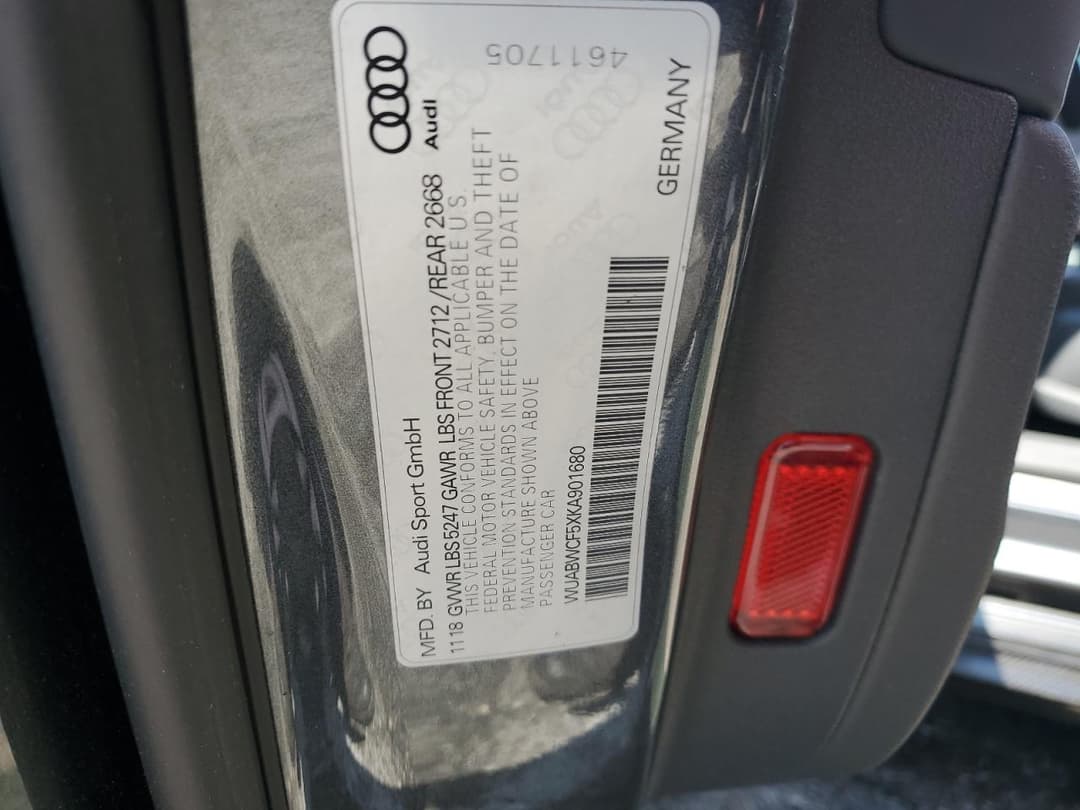 Audi
MFD. BY Audi Sport GmbH
1118 GVWR LBS 5247 GAWR LBS FRONT 2712 /REAR 2668
THIS VEHICLE CONFORMS TO ALL APPLICABLE U S.
FEDERAL MOTOR VEHICLE SAFETY, BUMPER AND THEFT
PREVENTION STANDARDS IN EFFECT ON THE DATE OF
MANUFACTURE SHOWN ABOVE
PASSENGER CAR
WUABWCF5XKA901680
GERMANY
4611705